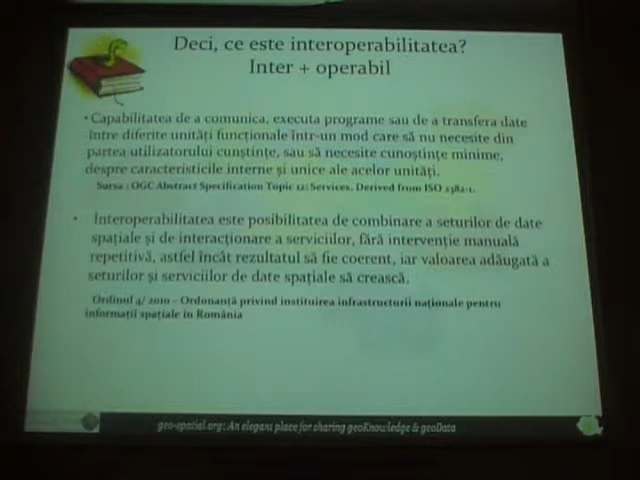 Deci, ce este interoperabilitatea?
Inter + operabil
• Capabilitatea de a comunica, executa programe sau de a transfera date
între diferite unități funcționale într-un mod care să nu necesite din
partea utilizatorului cunștințe, sau să necesite cunoștințe minime,
despre caracteristicile interne și unice ale acelor unități.
Sursa : OGC Abstract Specification Topic 12: Services, Derived from ISO 2382-1.
• Interoperabilitatea este posibilitatea de combinare a seturilor de date
spațiale și de interacționare a serviciilor, fără intervenție manuală
repetitivă, astfel încât rezultatul să fie coerent, iar valoarea adăugată a
seturilor și serviciilor de date spațiale să crească.
Ordinul 4/ 2010 – Ordonanță privind instituirea infrastructurii naționale pentru
informații spațiale in România
geo-spatial.org: An elegant place for sharing geoKnowledge & geoData